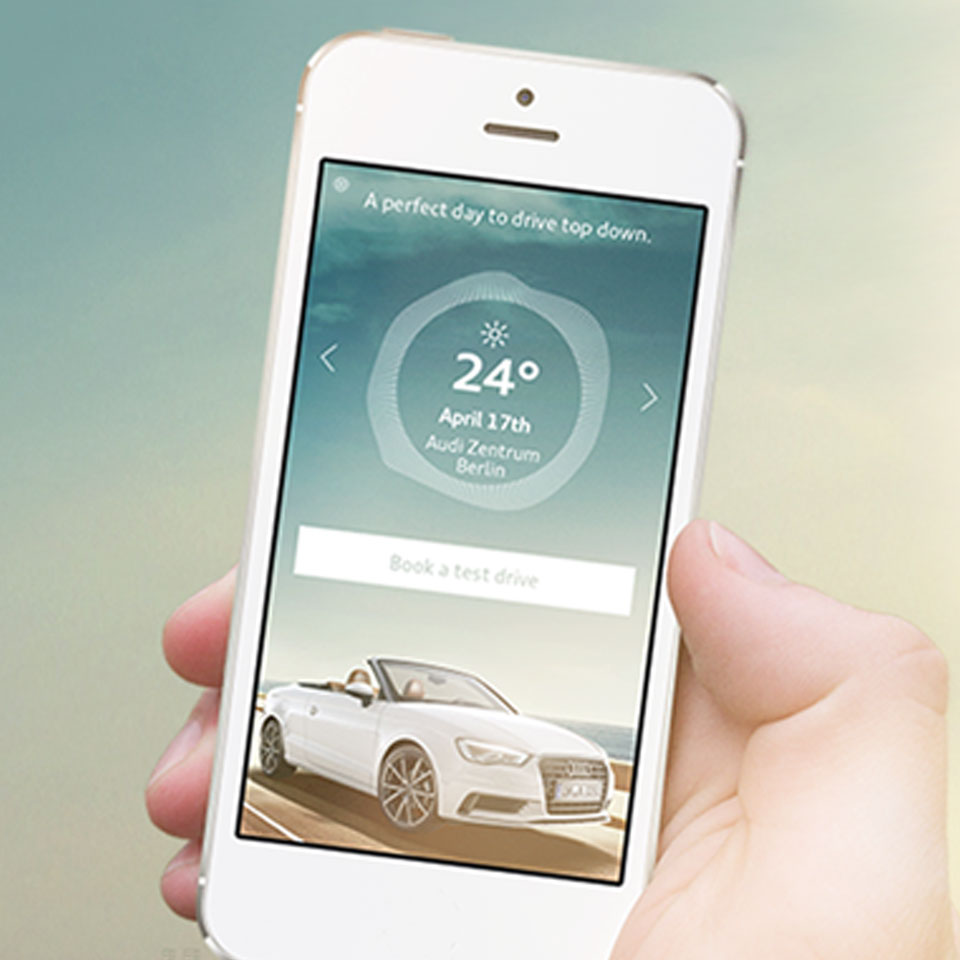 A perfect day to drive top down.
24°
April 17th
Audi Zentrum
Berlin
Book a test drive